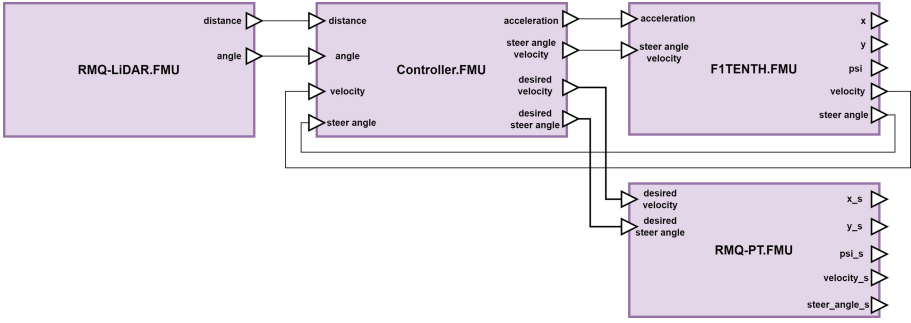 distance
angle
RMQ-LiDAR.FMU
distance
angle
velocity
steer angle
Controller.FMU
acceleration
steer angle
velocity
desired
velocity
desired
steer angle
acceleration
steer angle
velocity
F1TENTH.FMU
x
y
psi
velocity
steer angle
desired
velocity
desired
steer angle
RMQ-PT.FMU
x_s
y_s
psi_s
velocity_s
steer_angle_s